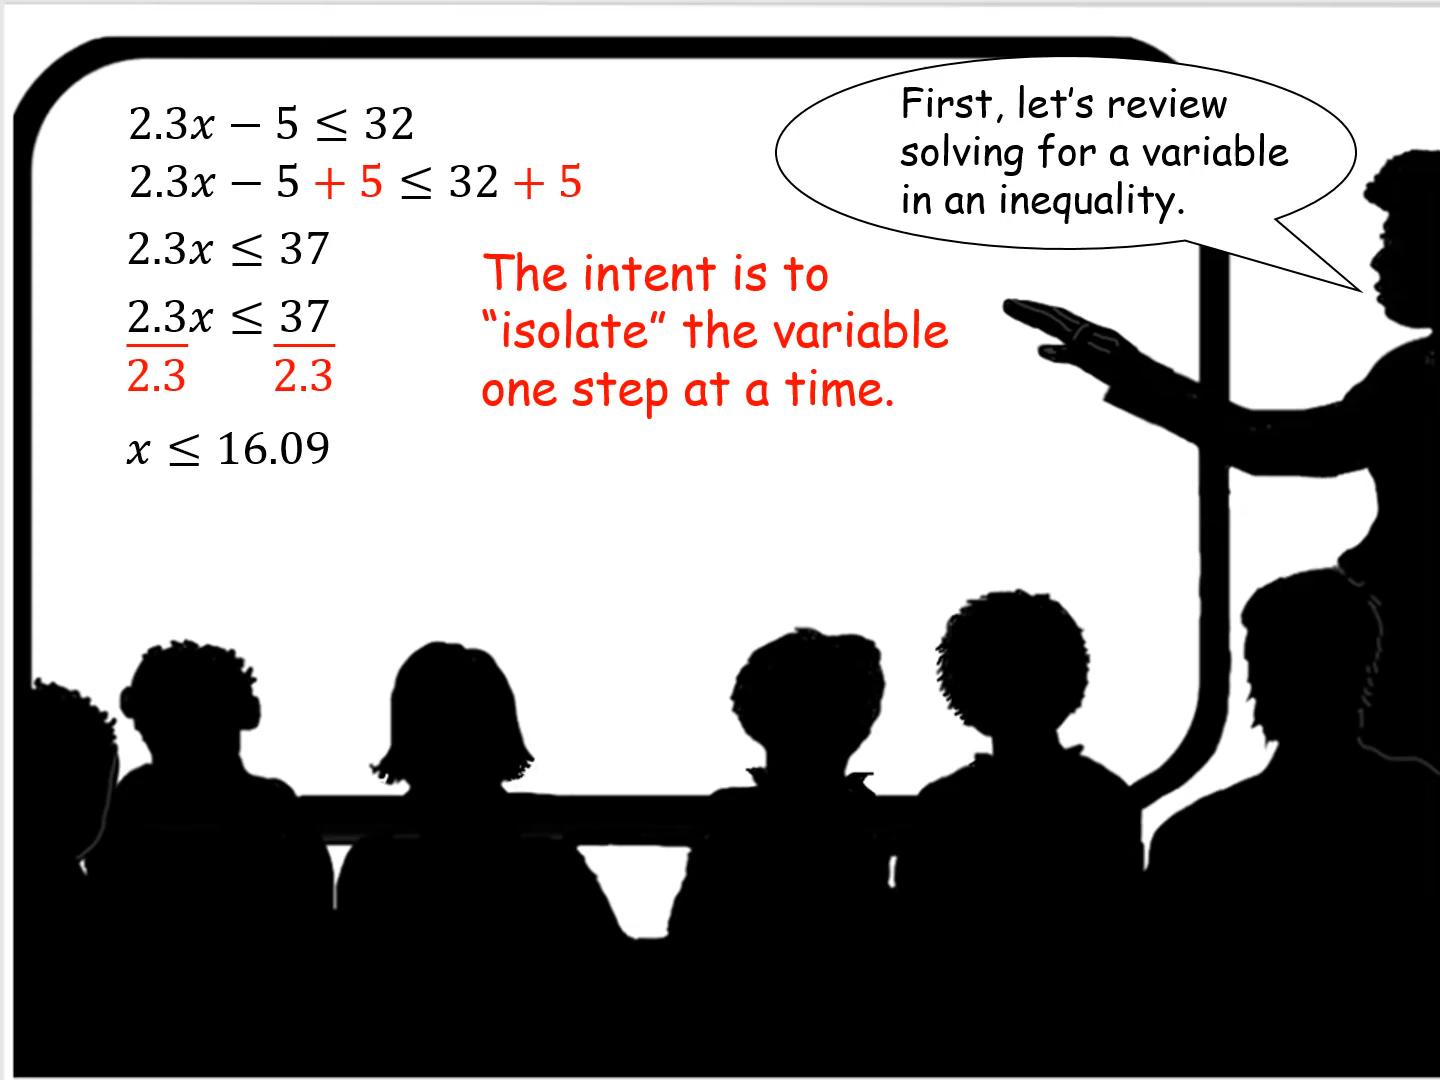 2.3x − 5 ≤ 32
2.3x − 5 + 5 ≤ 32 + 5
2.3x ≤ 37
2.3x ≤ 37
2.3 2.3
x ≤ 16.09
First, let’s review
solving for a variable
in an inequality.
The intent is to
“isolate” the variable
one step at a time.